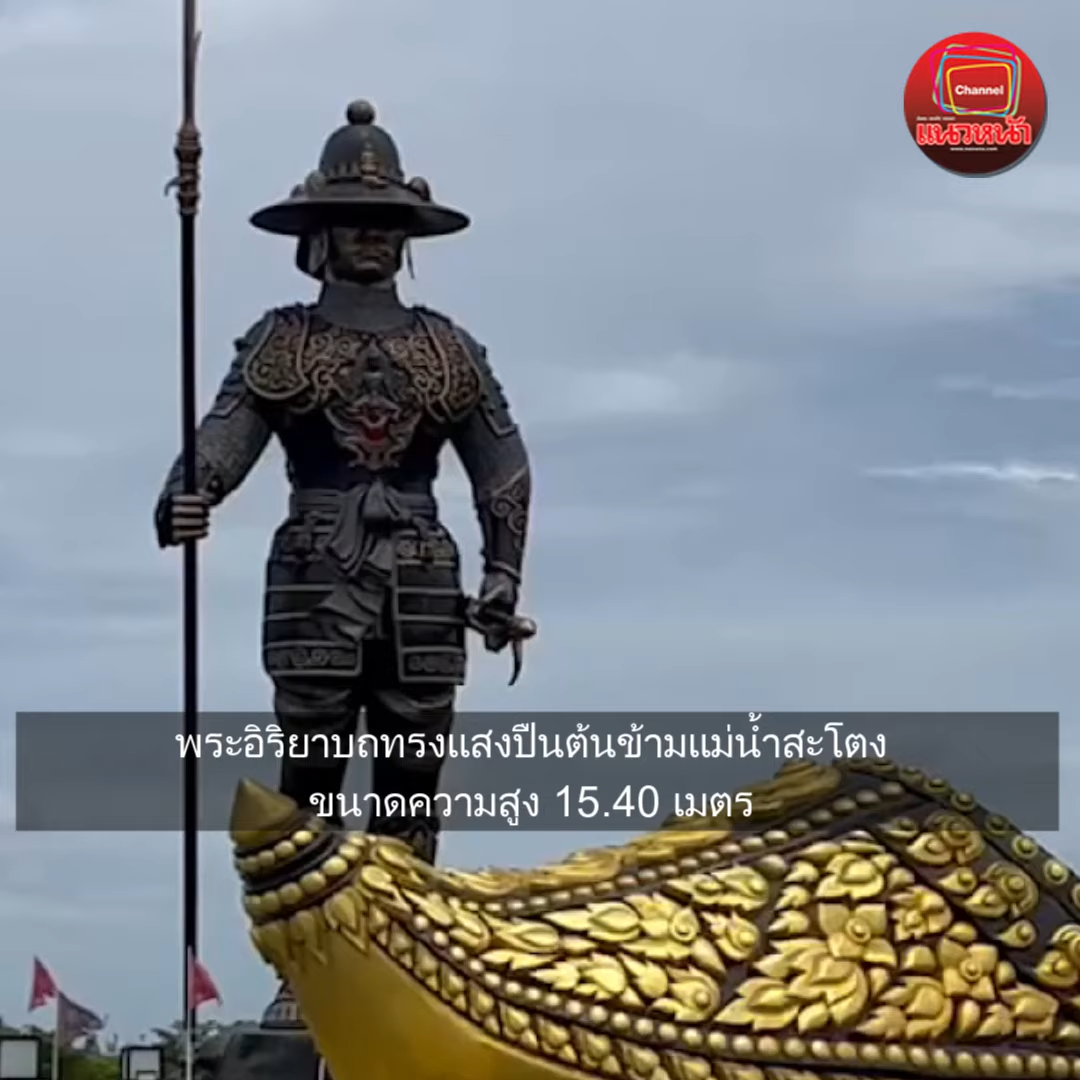 Channel
แนวหน้า
พระอิริยาบถทรงแสงปืนต้นข้ามแม่น้ำสะโตง
ขนาดความสูง 15.40 เมตร